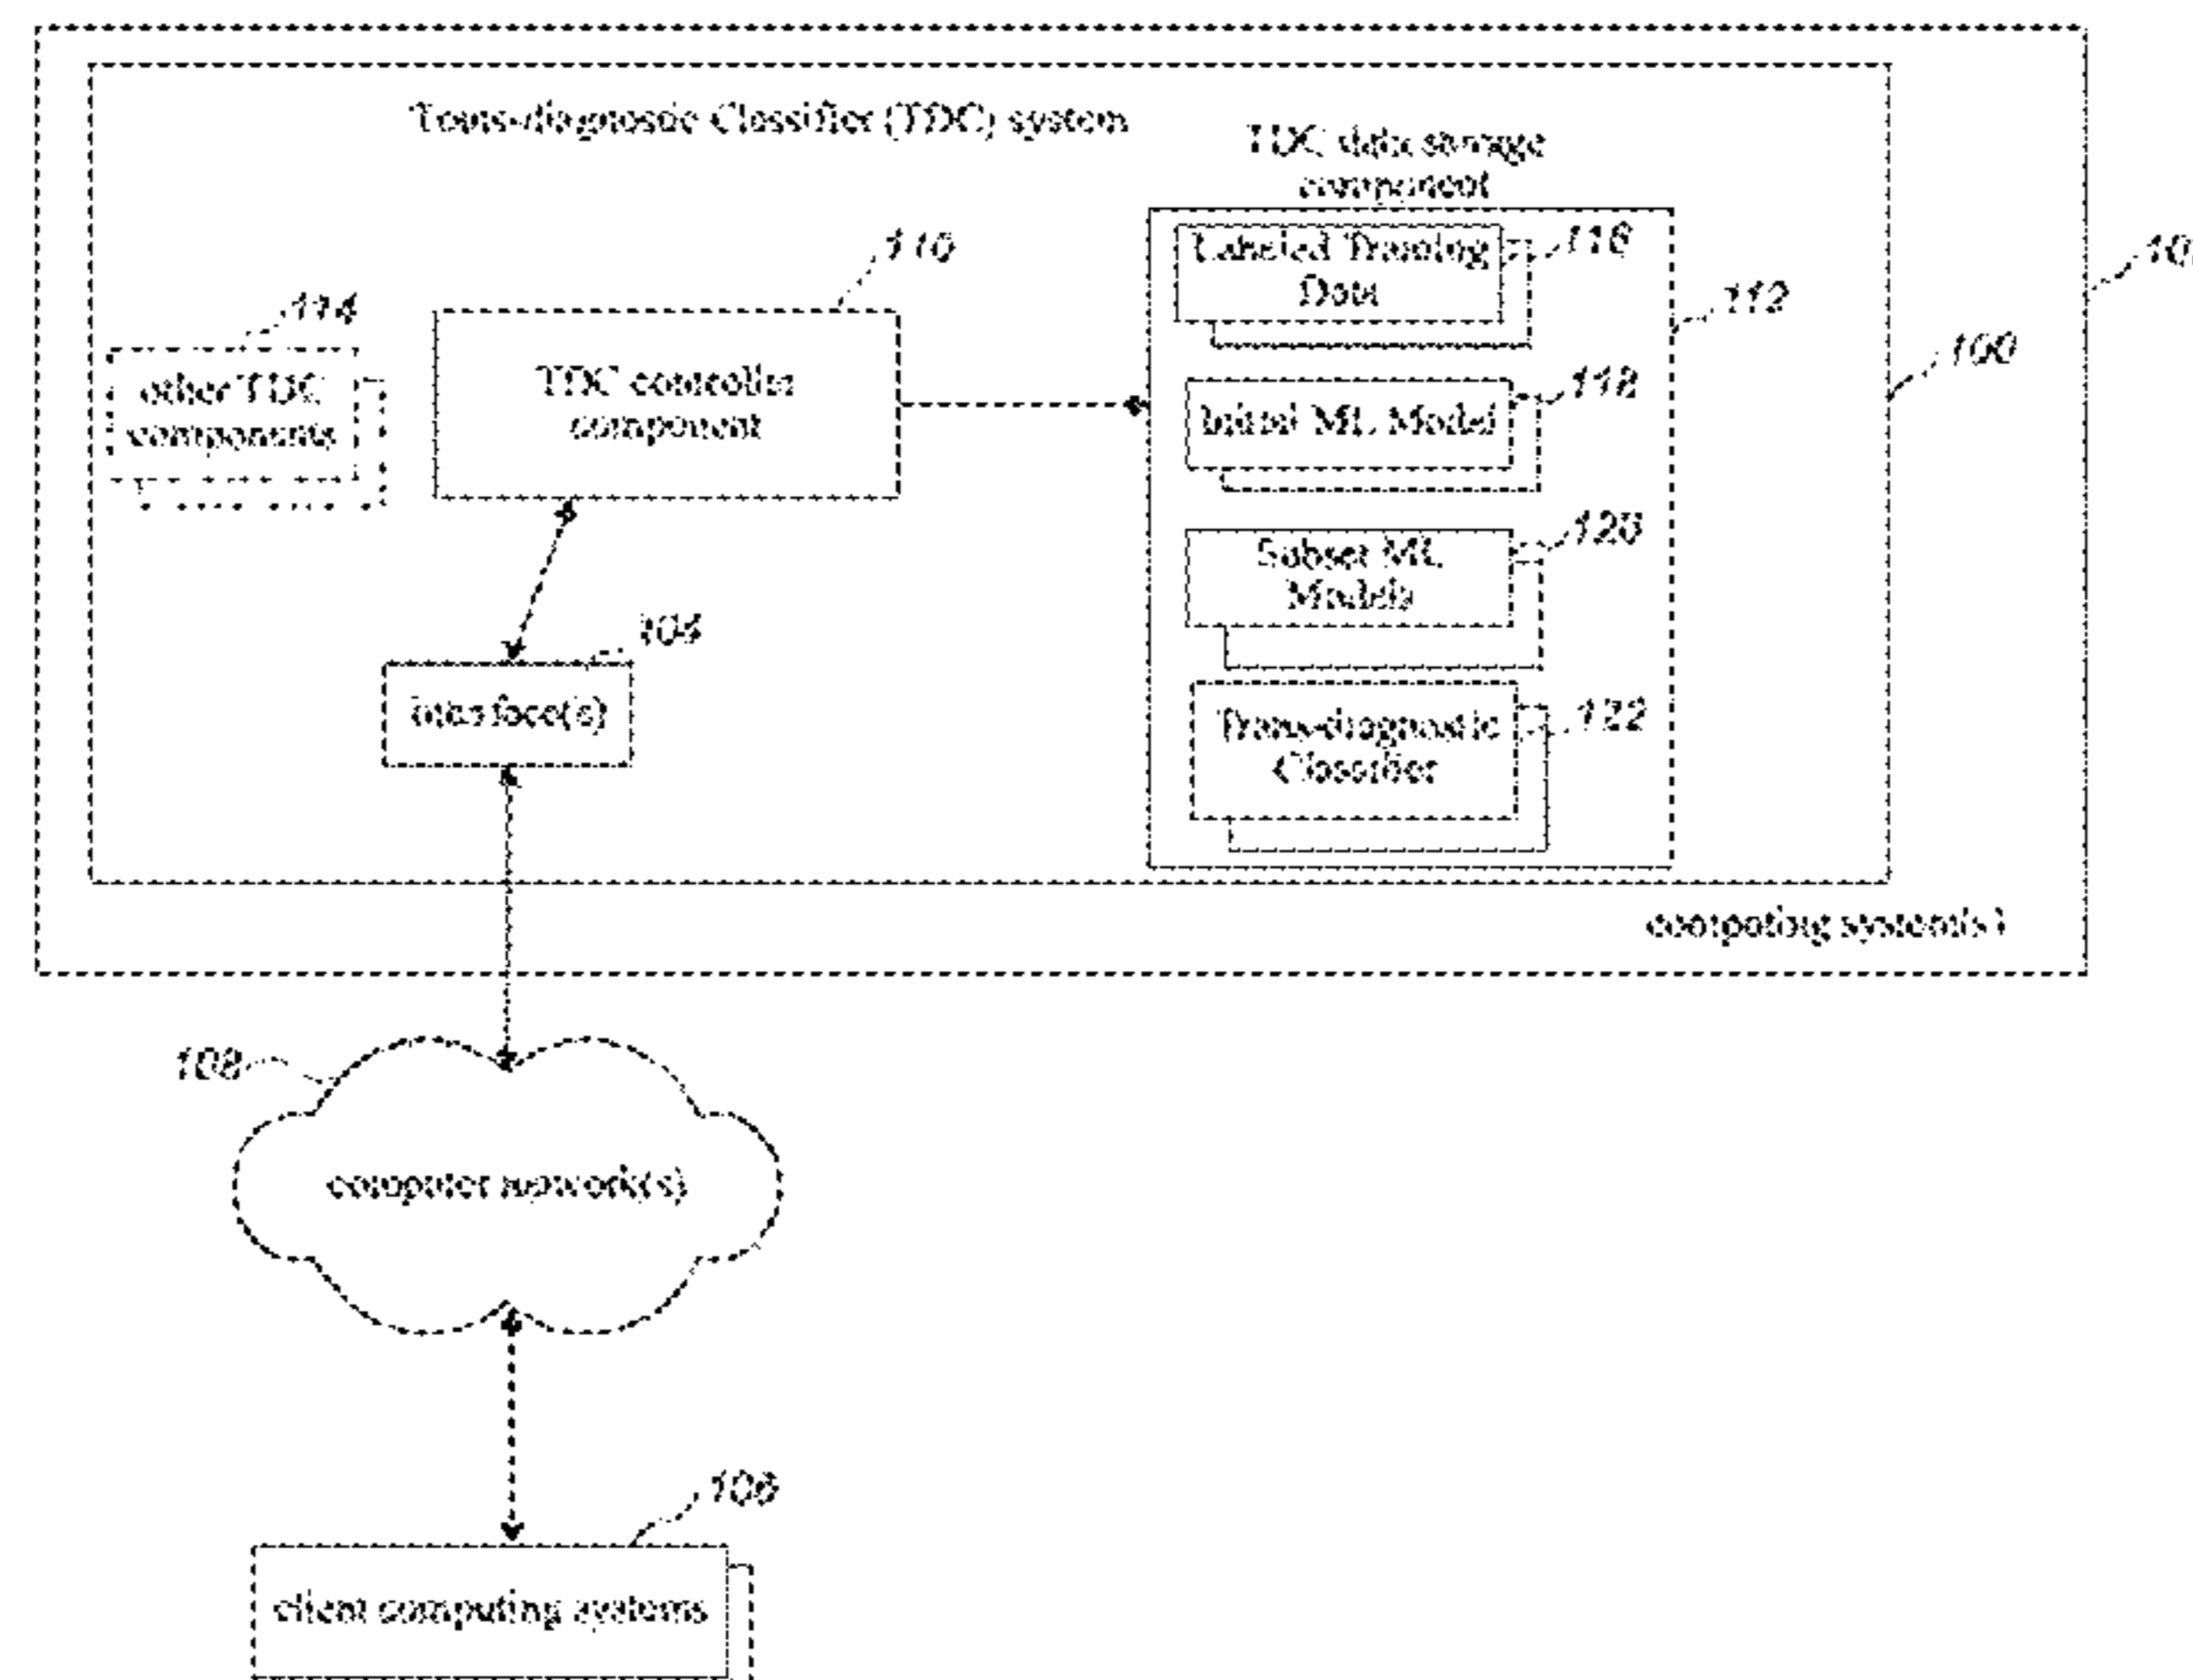 Trans-diagnostic Classifier (TDC) system
TDC data storage
component
110
116
Labeled Training
Data
10
112
114
100
118
other TDC
components
TDC controller
component
Initial ML Model
120
Subset ML
Models
104
122
interface(s)
Trans-diagnostic
Classifier
computing system(s)
108
computer network(s)
106
client computing systems